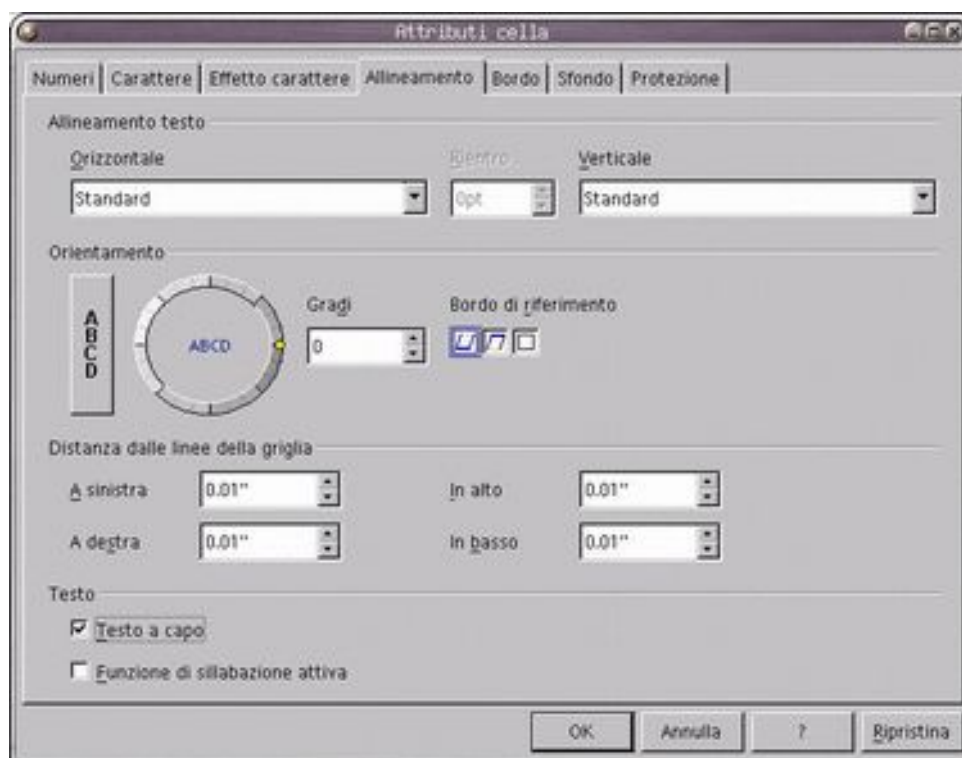 Attributi cella
Numeri Carattere Effetto carattere Allineamento Bordo Sfondo Protezione
Allineamento testo
Orizzontale Rientro Verticale
Standard 0pt Standard
Orientamento
ABCD ABCD
Gradi Bordo di riferimento
0
Distanza dalle linee della griglia
A sinistra 0.01" In alto 0.01"
A destra 0.01" In basso 0.01"
Testo
Testo a capo
Funzione di sillabazione attiva
OK Annulla ? Ripristina